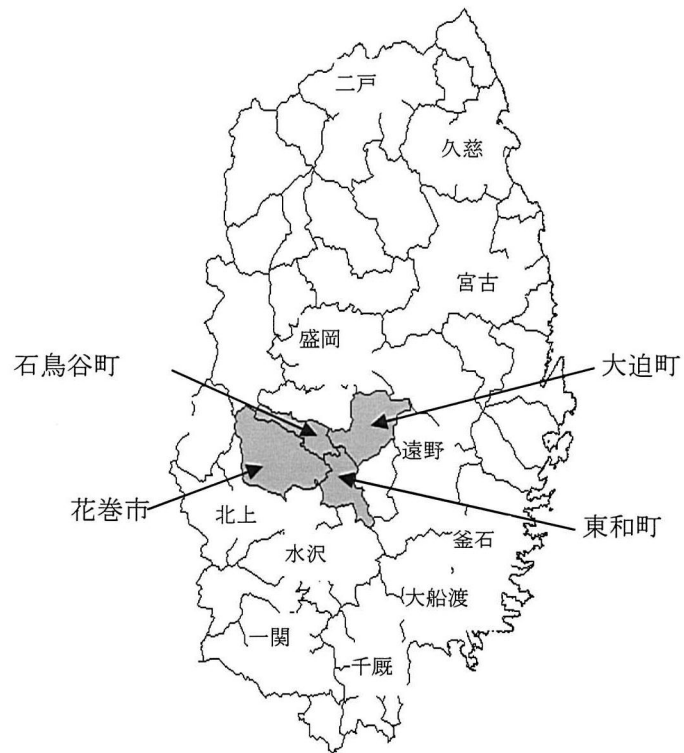 二戸
久慈
宮古
盛岡
石鳥谷町
大迫町
遠野
花巻市
北上
東和町
釜石
水沢
大船渡
一関
千厩